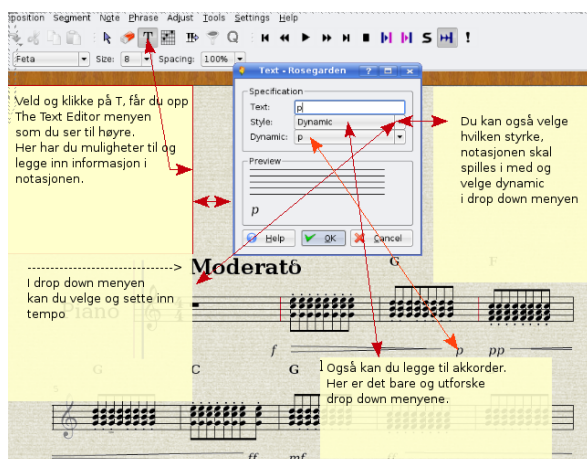 position Segment Note Phrase Adjust Tools Settings Help
Feta Size: 8 Spacing: 100%
Text - Rosegarden
Specification
Text: p
Style: Dynamic
Dynamic: p
Preview
p
Help OK Cancel
Veld og klikke på T, får du opp
The Text Editor menyen
som du ser til høyre.
Her har du muligheter til og
legge inn informasjon i
notasjonen.
Du kan også velge
hvilken styrke,
notasjonen skal
spilles i med og
velge dynamic
i drop down menyen
-----------------------------> Moderato
I drop down menyen
kan du velge og sette inn
tempo
Piano
G F
f p pp
G C G
Også kan du legge til akkorder.
Her er det bare og utforske
drop down menyene.
ff mf ff